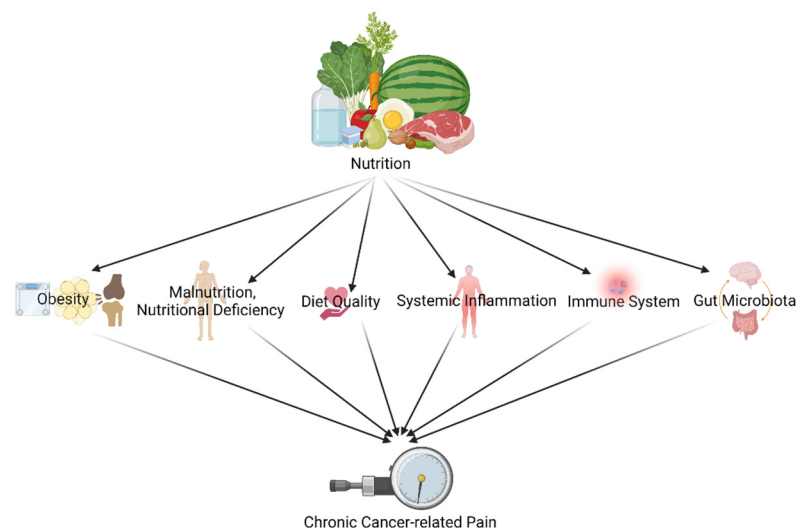 Nutrition
Obesity
Malnutrition,
Nutritional Deficiency
Diet Quality
Systemic Inflammation
Immune System
Gut Microbiota
Chronic Cancer-related Pain